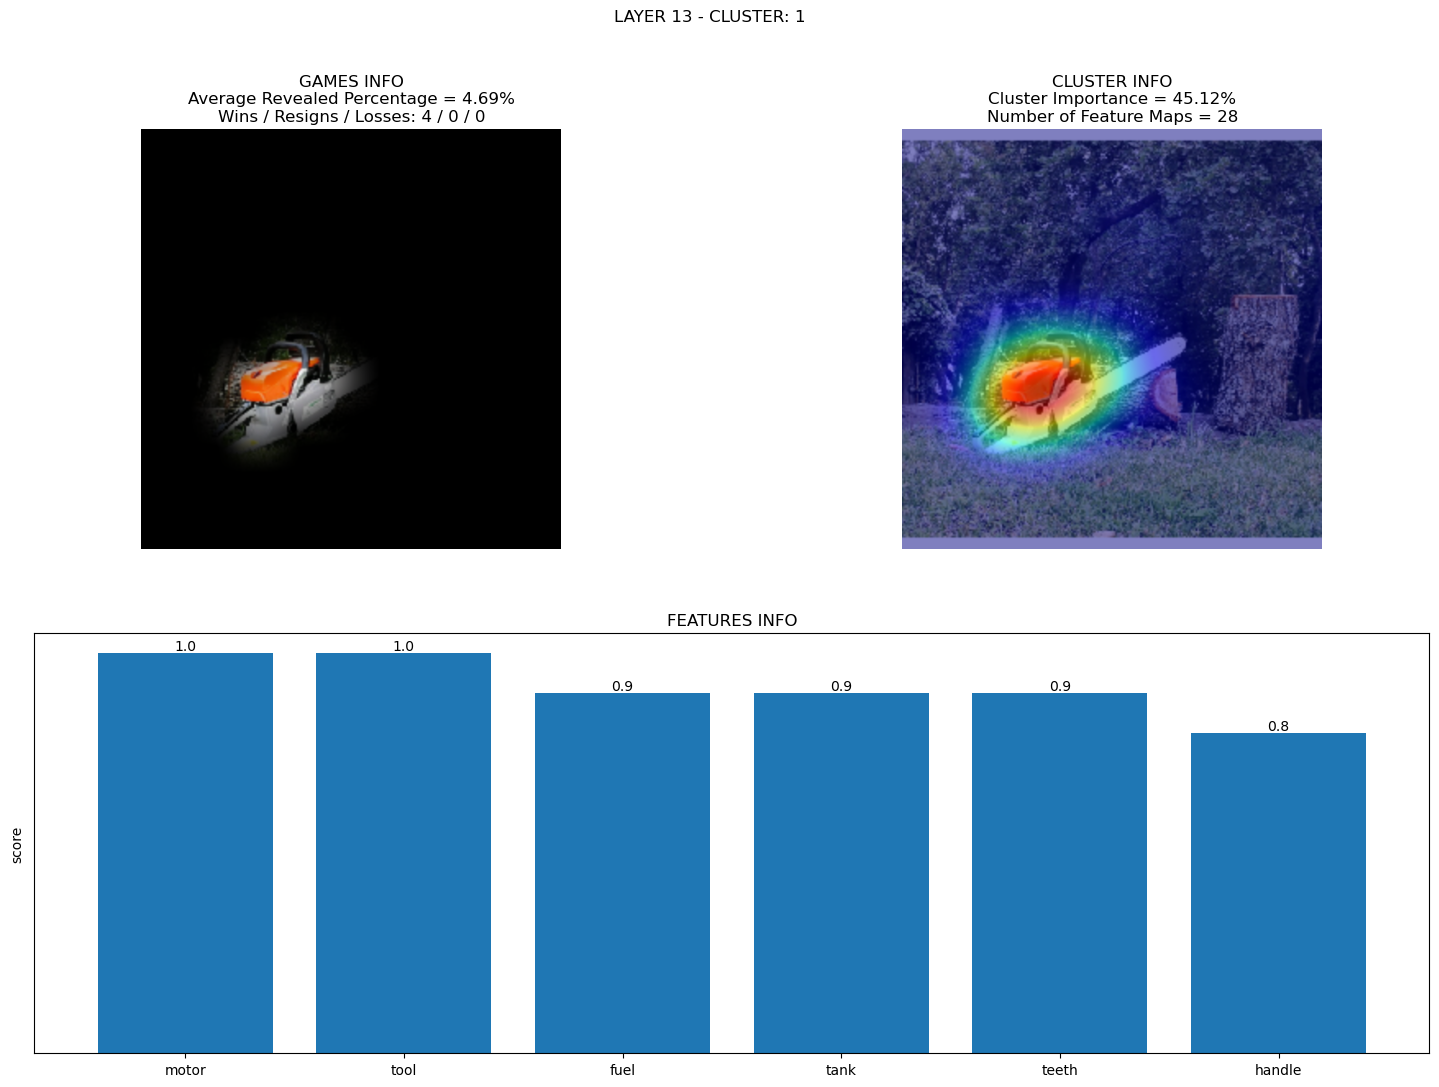 LAYER 13 - CLUSTER: 1
GAMES INFO
Average Revealed Percentage = 4.69%
Wins / Resigns / Losses: 4 / 0 / 0
CLUSTER INFO
Cluster Importance = 45.12%
Number of Feature Maps = 28
FEATURES INFO
score
1.0
1.0
0.9
0.9
0.9
0.8
motor
tool
fuel
tank
teeth
handle